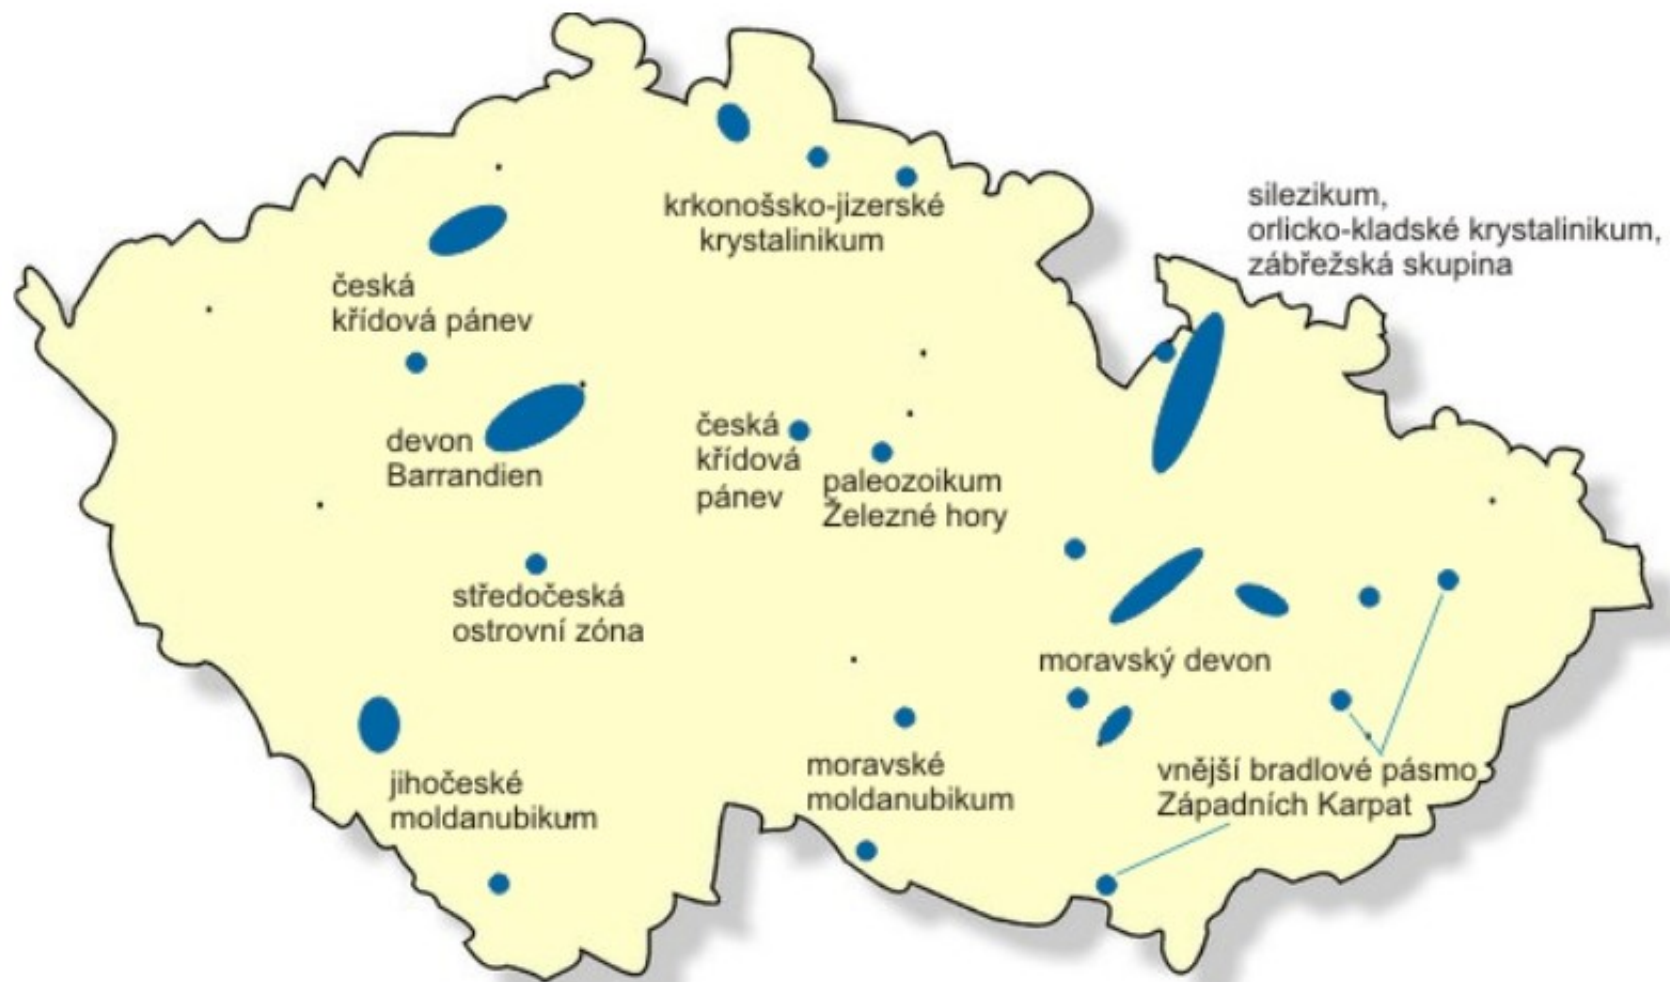 silezikum,
orlicko-kladské krystalinikum,
zábřežská skupina
krkonošsko-jizerské
krystalinikum
česká
křídová pánev
devon
Barrandien
česká
křídová
pánev
paleozoikum
Železné hory
středočeská
ostrovní zóna
moravský devon
jihočeské
moldanubikum
moravské
moldanubikum
vnější bradlové pásmo
Západních Karpat